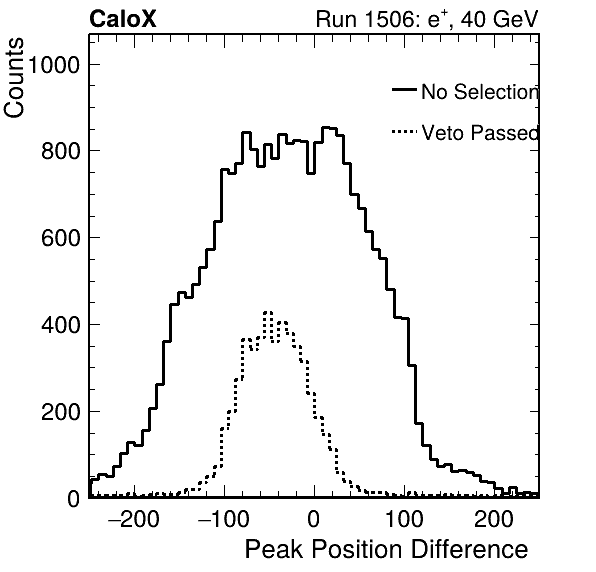 CaloX Run 1506: e⁺, 40 GeV
Counts
1000
800
600
400
200
0
No Selection
Veto Passed
−200 −100 0 100 200
Peak Position Difference